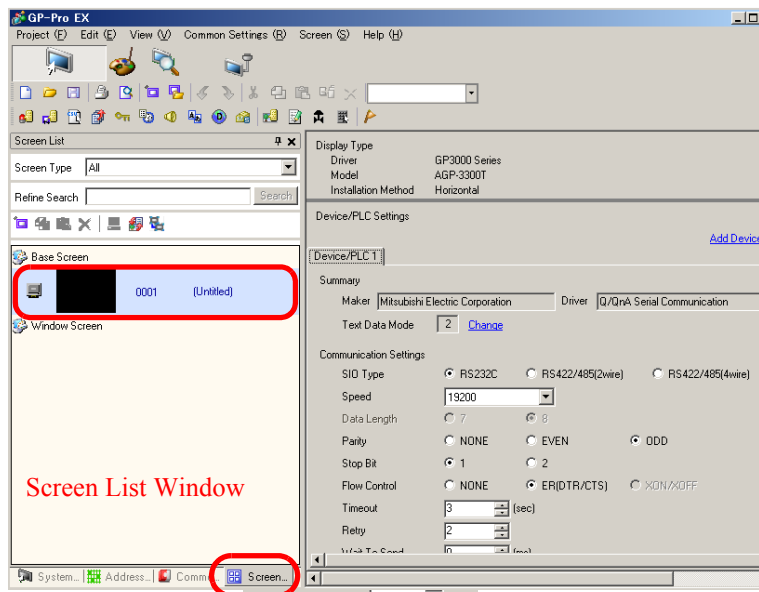 GP-Pro EX
Project (F) Edit (E) View (V) Common Settings (R) Screen (S) Help (H)
Screen List
Screen Type All
Refine Search Search
Base Screen
0001 (Untitled)
Window Screen
Screen List Window
System... Address... Comm... Screen...
Display Type
Driver GP3000 Series
Model AGP-3300T
Installation Method Horizontal
Device/PLC Settings
Add Device
Device/PLC 1
Summary
Maker Mitsubishi Electric Corporation Driver Q/QnA Serial Communication
Text Data Mode 2 Change
Communication Settings
SIO Type RS232C RS422/485(2wire) RS422/485(4wire)
Speed 19200
Data Length 7 8
Parity NONE EVEN ODD
Stop Bit 1 2
Flow Control NONE ER(DTR/CTS) XON/XOFF
Timeout 3 (sec)
Retry 2
Wait To Send 0 (ms)